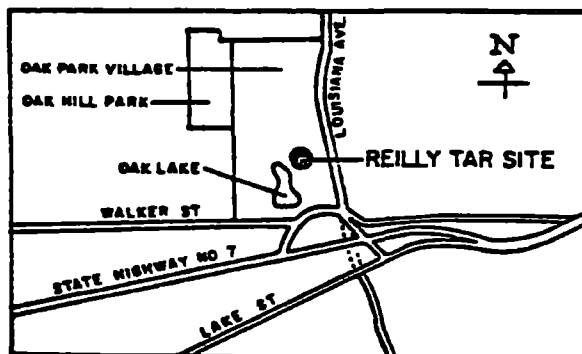 OAK PARK VILLAGE
OAK HILL PARK
LOUISIANA AVE.
N
REILLY TAR SITE
OAK LAKE
WALKER ST
STATE HIGHWAY NO 7
LAKE ST